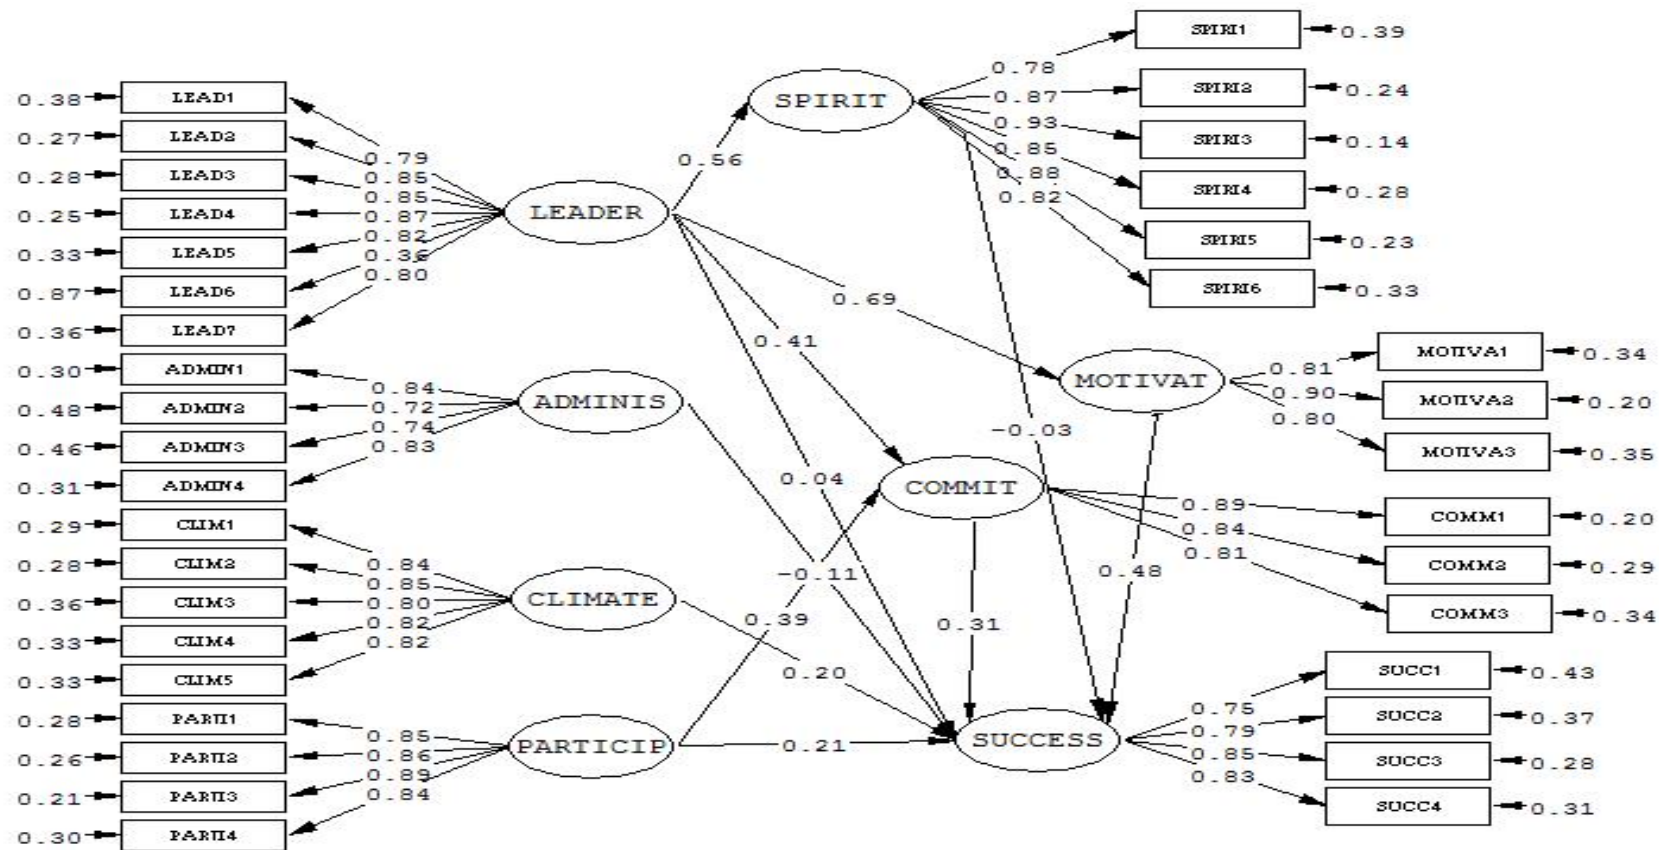 0.38 LEAD1
0.27 LEAD2
0.28 LEAD3
0.25 LEAD4
0.33 LEAD5
0.87 LEAD6
0.36 LEAD7
0.30 ADMIN1
0.48 ADMIN2
0.46 ADMIN3
0.31 ADMIN4
0.29 CLIM1
0.28 CLIM2
0.36 CLIM3
0.33 CLIM4
0.33 CLIM5
0.28 PARTI1
0.26 PARTI2
0.21 PARTI3
0.30 PARTI4
0.79
0.85
0.85
0.87
0.82
0.36
0.80
0.84
0.72
0.74
0.83
0.84
0.85
0.80
0.82
0.82
0.85
0.86
0.89
0.84
LEADER
ADMINIS
CLIMATE
PARTICIP
0.56
0.69
0.41
0.04
-0.11
0.39
0.20
0.21
-0.03
0.31
0.48
SPIRIT
MOTIVAT
COMMIT
SUCCESS
0.78
0.87
0.93
0.85
0.88
0.82
0.81
0.90
0.80
0.89
0.84
0.81
0.75
0.79
0.85
0.83
SPIRI1 0.39
SPIRI2 0.24
SPIRI3 0.14
SPIRI4 0.28
SPIRI5 0.23
SPIRI6 0.33
MOTIVA1 0.34
MOTIVA2 0.20
MOTIVA3 0.35
COMM1 0.20
COMM2 0.29
COMM3 0.34
SUCC1 0.43
SUCC2 0.37
SUCC3 0.28
SUCC4 0.31